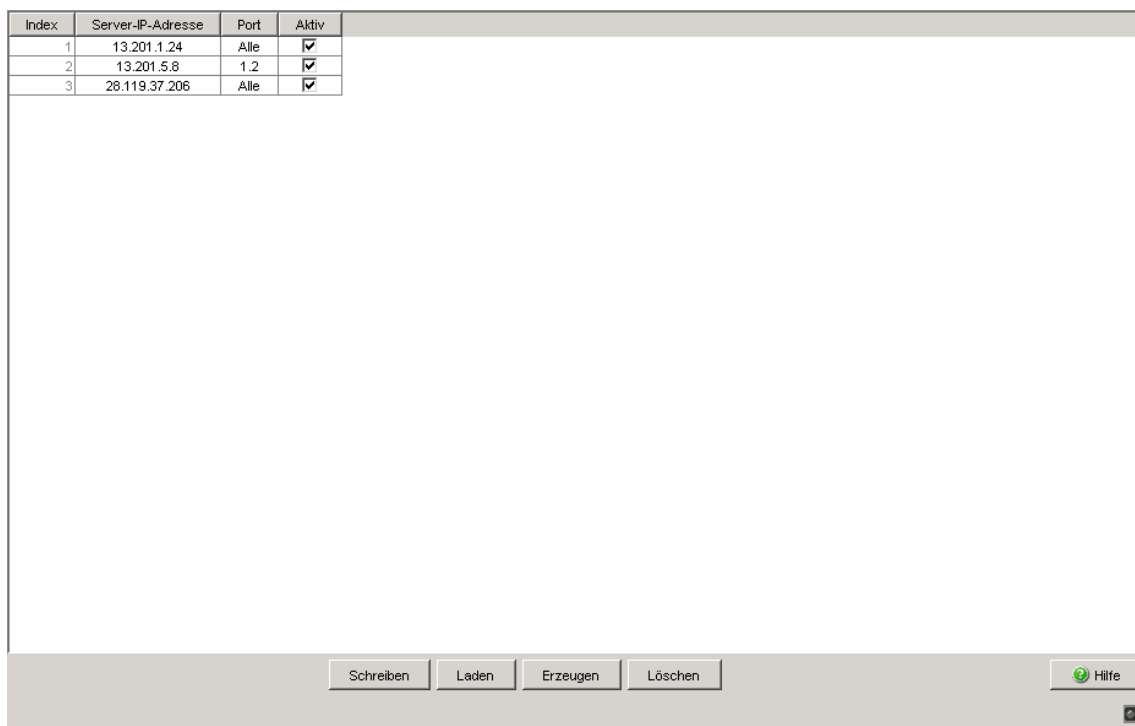 Index Server-IP-Adresse Port Aktiv
1 13.201.1.24 Alle
2 13.201.5.8 1.2
3 28.119.37.206 Alle
Schreiben Laden Erzeugen Löschen Hilfe